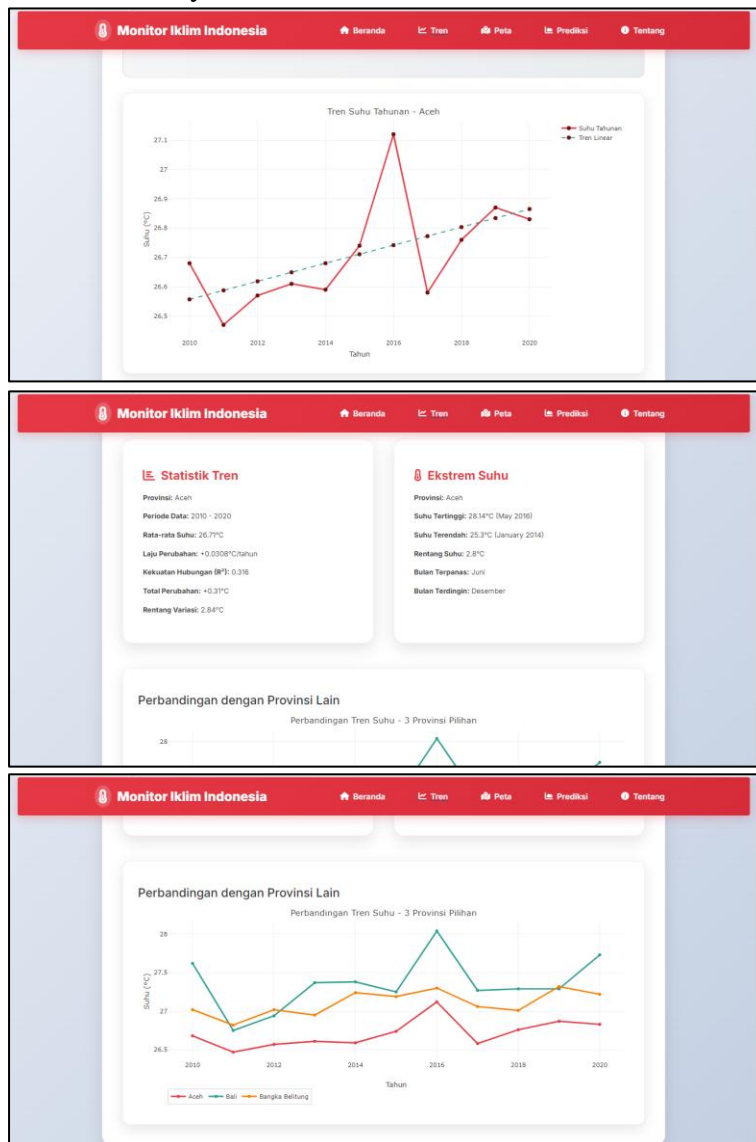 Monitor Iklim Indonesia Beranda Tren Peta Prediksi Tentang
Tren Suhu Tahunan - Aceh
Suhu Tahunan
Tren Linear
27.1
27
26.9
26.8
26.7
26.6
26.5
Suhu (°C)
2010 2012 2014 2016 2018 2020
Tahun
Monitor Iklim Indonesia Beranda Tren Peta Prediksi Tentang
Statistik Tren
Provinsi: Aceh
Periode Data: 2010 - 2020
Rata-rata Suhu: 26.71°C
Laju Perubahan: +0.0308°C/tahun
Kekuatan Hubungan (R²): 0.316
Total Perubahan: +0.31°C
Rentang Variasi: 2.84°C
Ekstrem Suhu
Provinsi: Aceh
Suhu Tertinggi: 28.14°C (May 2016)
Suhu Terendah: 25.3°C (January 2014)
Rentang Suhu: 2.8°C
Bulan Terpanas: Juni
Bulan Terdingin: Desember
Perbandingan dengan Provinsi Lain
Perbandingan Tren Suhu - 3 Provinsi Pilihan
28
Monitor Iklim Indonesia Beranda Tren Peta Prediksi Tentang
Perbandingan dengan Provinsi Lain
Perbandingan Tren Suhu - 3 Provinsi Pilihan
28
27.5
27
26.5
Suhu (°C)
2010 2012 2014 2016 2018 2020
Tahun
Aceh Bali Bangka Belitung